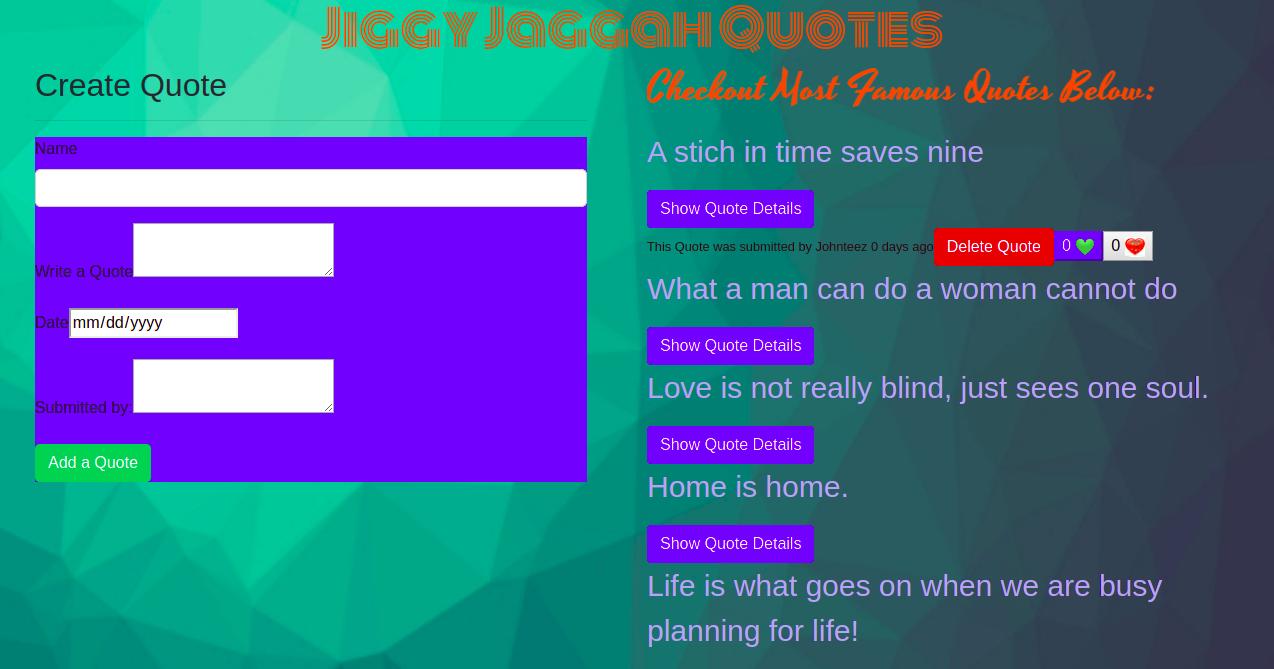 Jiggy Jaggah Quotes
Create Quote
Name
Write a Quote
Date mm/dd/yyyy
Submitted by:
Add a Quote
Checkout Most Famous Quotes Below:
A stich in time saves nine
Show Quote Details
This Quote was submitted by Johnteez 0 days ago Delete Quote 0 💚 0 ❤️
What a man can do a woman cannot do
Show Quote Details
Love is not really blind, just sees one soul.
Show Quote Details
Home is home.
Show Quote Details
Life is what goes on when we are busy
planning for life!